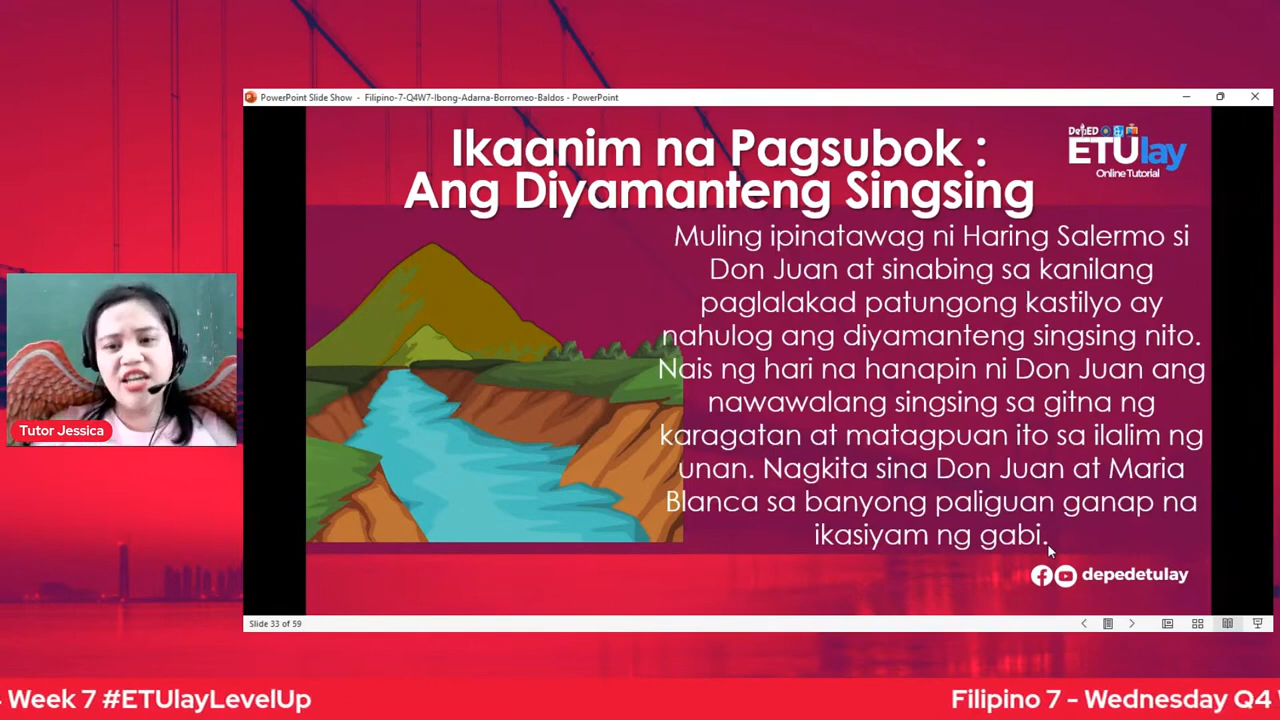 PowerPoint Slide Show - Filipino-7-Q4W7-Ibong-Adarna-Borromeo-Baldos - PowerPoint
Ikaanim na Pagsubok :
Ang Diyamanteng Singsing
DepED
ETUlay
Online Tutorial
Muling ipinatawag ni Haring Salermo si
Don Juan at sinabing sa kanilang
paglalakad patungong kastilyo ay
nahulog ang diyamanteng singsing nito.
Nais ng hari na hanapin ni Don Juan ang
nawawalang singsing sa gitna ng
karagatan at matagpuan ito sa ilalim ng
unan. Nagkita sina Don Juan at Maria
Blanca sa banyong paliguan ganap na
ikasiyam ng gabi.
Tutor Jessica
depedetulay
Slide 33 of 59
Week 7 #ETUlayLevelUp
Filipino 7 - Wednesday Q4